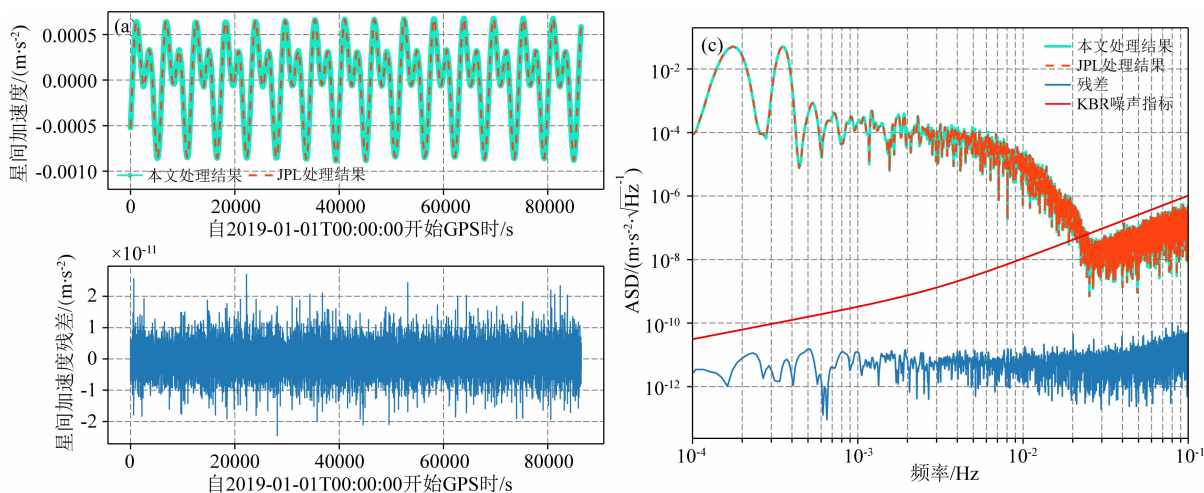 (a)
0.0005
0.0000
-0.0005
-0.0010
星间加速度/(m·s⁻²)
本文处理结果 JPL处理结果
0 20000 40000 60000 80000
自2019-01-01T00:00:00开始GPS时/s
×10⁻¹¹
2
1
0
-1
-2
星间加速度残差/(m·s⁻²)
0 20000 40000 60000 80000
自2019-01-01T00:00:00开始GPS时/s
(c)
本文处理结果
JPL处理结果
残差
KBR噪声指标
10⁻²
10⁻⁴
10⁻⁶
10⁻⁸
10⁻¹⁰
10⁻¹²
ASD/(m·s⁻²·√Hz⁻¹)
10⁻⁴ 10⁻³ 10⁻² 10⁻¹
频率/Hz